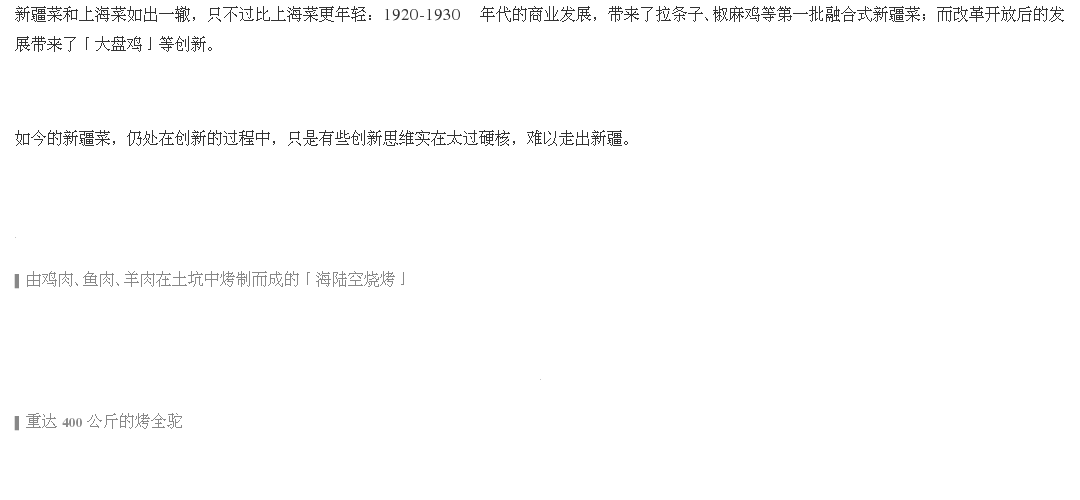 新疆菜和上海菜如出一辙，只不过比上海菜更年轻：1920-1930 年代的商业发展，带来了拉条子、椒麻鸡等第一批融合式新疆菜；而改革开放后的发
展带来了「大盘鸡」等创新。
如今的新疆菜，仍处在创新的过程中，只是有些创新思维实在太过硬核，难以走出新疆。
▌由鸡肉、鱼肉、羊肉在土坑中烤制而成的「海陆空烧烤」
▌重达 400 公斤的烤全驼